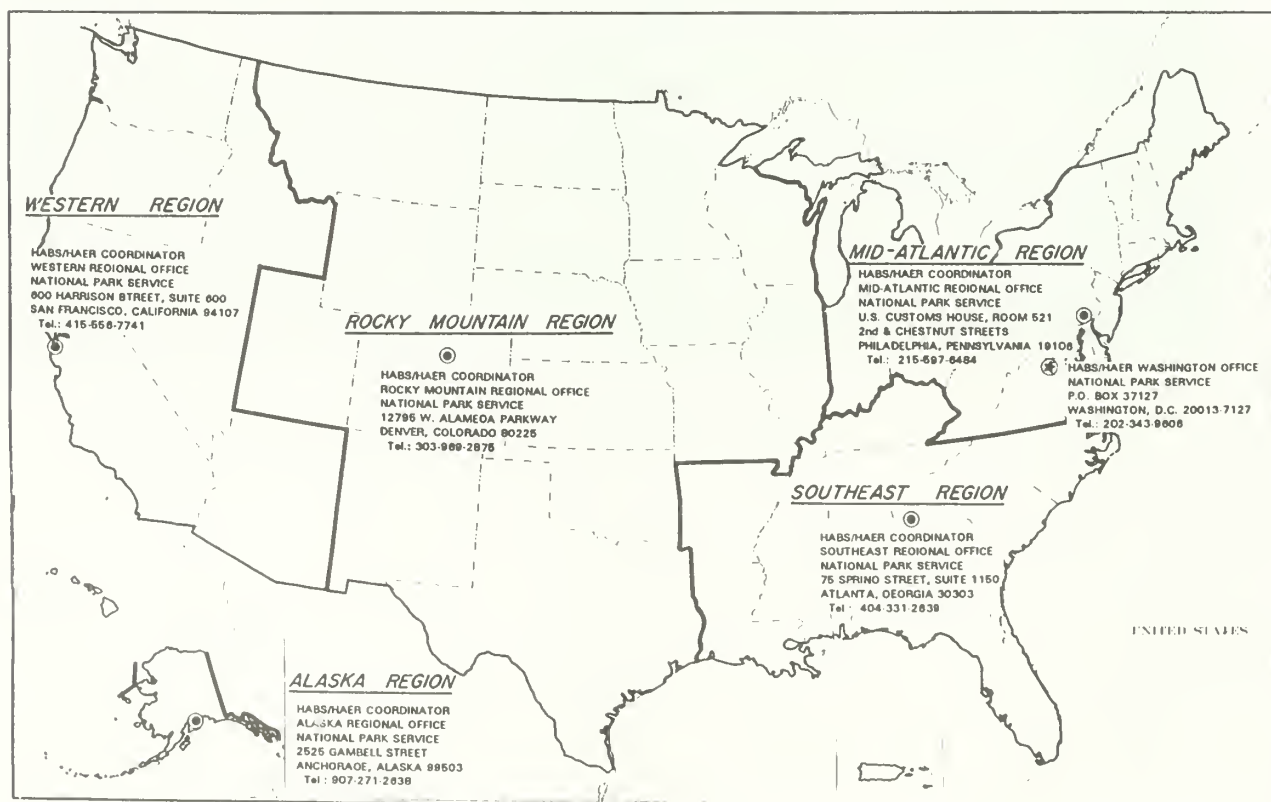 WESTERN REGION
HABS/HAER COORDINATOR
WESTERN REGIONAL OFFICE
NATIONAL PARK SERVICE
600 HARRISON STREET, SUITE 600
SAN FRANCISCO, CALIFORNIA 94107
Tel.: 415-556-7741
ROCKY MOUNTAIN REGION
HABS/HAER COORDINATOR
ROCKY MOUNTAIN REGIONAL OFFICE
NATIONAL PARK SERVICE
12795 W. ALAMEDA PARKWAY
DENVER, COLORADO 80225
Tel.: 303-969-2875
MID-ATLANTIC REGION
HABS/HAER COORDINATOR
MID-ATLANTIC REGIONAL OFFICE
NATIONAL PARK SERVICE
U.S. CUSTOMS HOUSE, ROOM 521
2nd & CHESTNUT STREETS
PHILADELPHIA, PENNSYLVANIA 19106
Tel.: 215-597-6484
HABS/HAER WASHINGTON OFFICE
NATIONAL PARK SERVICE
P.O. BOX 37127
WASHINGTON, D.C. 20013-7127
Tel.: 202-343-9606
SOUTHEAST REGION
HABS/HAER COORDINATOR
SOUTHEAST REGIONAL OFFICE
NATIONAL PARK SERVICE
75 SPRING STREET, SUITE 1150
ATLANTA, GEORGIA 30303
Tel: 404-331-2639
UNITED STATES
ALASKA REGION
HABS/HAER COORDINATOR
ALASKA REGIONAL OFFICE
NATIONAL PARK SERVICE
2525 GAMBELL STREET
ANCHORAGE, ALASKA 99503
Tel: 907-271-2638